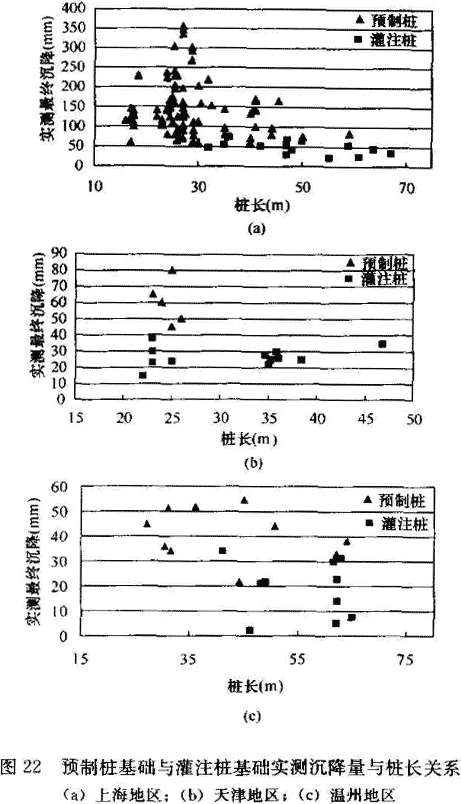 实测最终沉降(mm)
400
350
300
250
200
150
100
50
0
▲ 预制桩
■ 灌注桩
10 30 50 70
桩长(m)
(a)
实测最终沉降(mm)
90
80
70
60
50
40
30
20
10
0
▲ 预制桩
■ 灌注桩
15 20 25 30 35 40 45 50
桩长(m)
(b)
实测最终沉降(mm)
60
50
40
30
20
10
0
▲ 预制桩
■ 灌注桩
15 35 55 75
桩长(m)
(c)
图 22 预制桩基础与灌注桩基础实测沉降量与桩长关系
(a) 上海地区；(b) 天津地区；(c) 温州地区